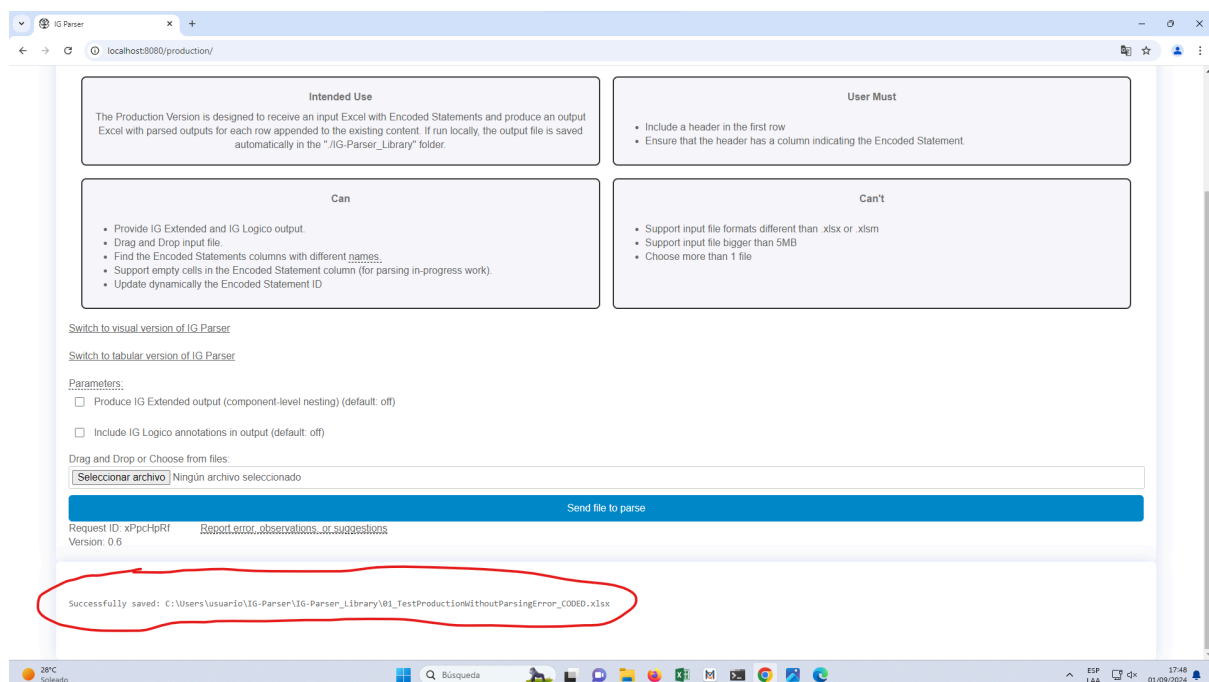 IG Parser
localhost:8080/production/
Intended Use
The Production Version is designed to receive an input Excel with Encoded Statements and produce an output
Excel with parsed outputs for each row appended to the existing content. If run locally, the output file is saved
automatically in the "./IG-Parser_Library" folder.
User Must
Include a header in the first row
Ensure that the header has a column indicating the Encoded Statement.
Can
Provide IG Extended and IG Logico output.
Drag and Drop input file.
Find the Encoded Statements columns with different names.
Support empty cells in the Encoded Statement column (for parsing in-progress work).
Update dynamically the Encoded Statement ID
Can't
Support input file formats different than .xlsx or .xlsm
Support input file bigger than 5MB
Choose more than 1 file
Switch to visual version of IG Parser
Switch to tabular version of IG Parser
Parameters:
Produce IG Extended output (component-level nesting) (default: off)
Include IG Logico annotations in output (default: off)
Drag and Drop or Choose from files:
Seleccionar archivo Ningún archivo seleccionado
Send file to parse
Request ID: xPpcHpRf Report error, observations, or suggestions
Version: 0.6
Successfully saved: C:\Users\usuario\IG-Parser\IG-Parser_Library\01_TestProductionWithoutParsingError_CODED.xlsx
28°C
Soleado
Búsqueda
ESP
LAA
17:48
01/09/2024